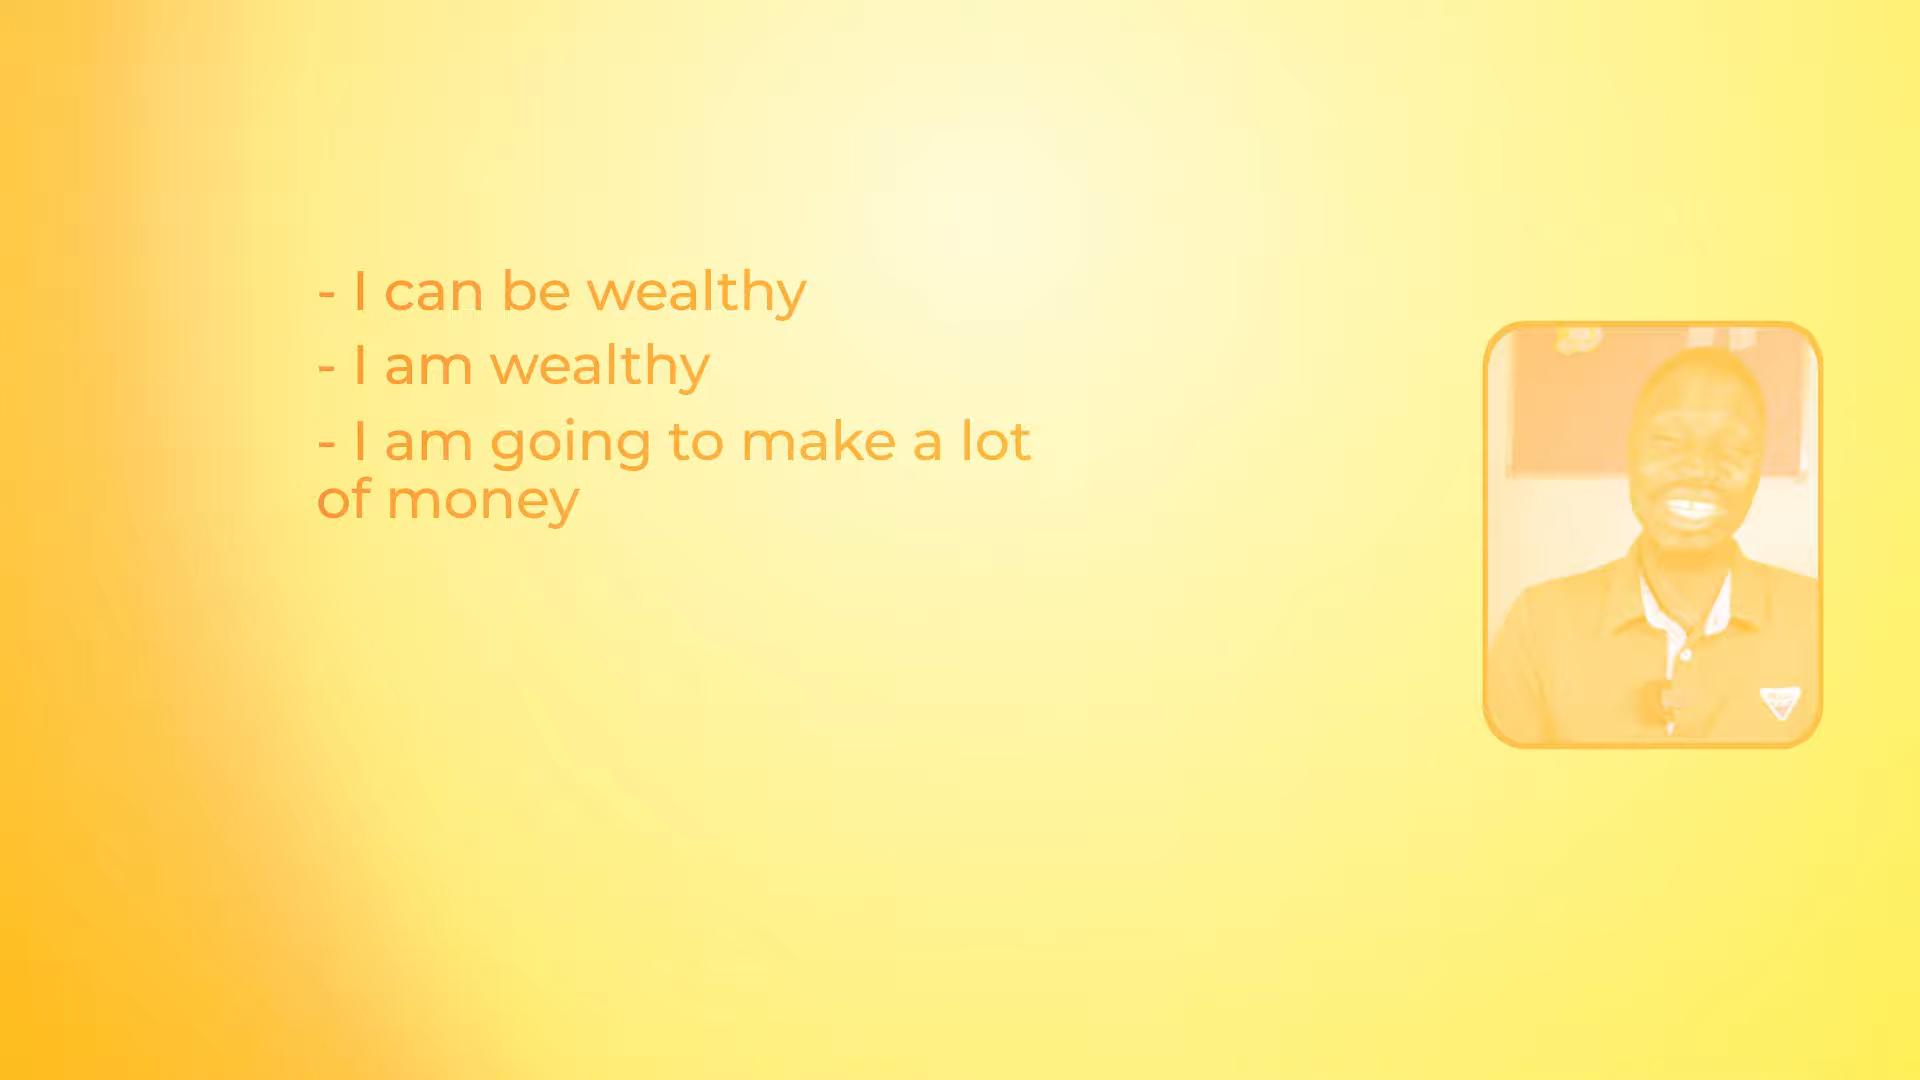 - I can be wealthy
- I am wealthy
- I am going to make a lot
of money